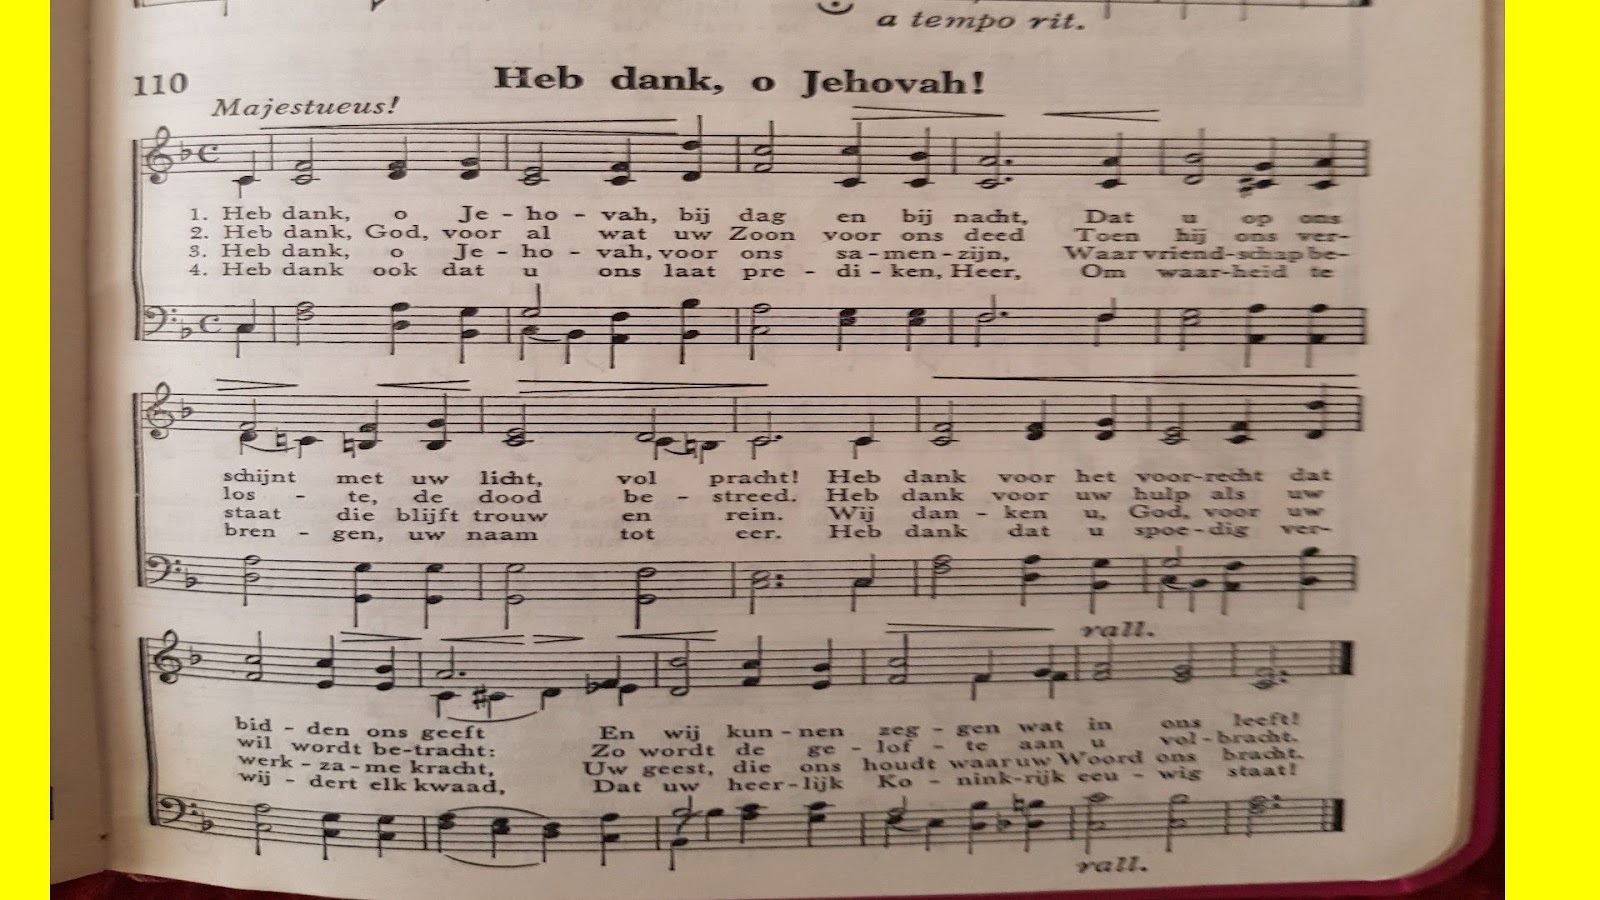 a tempo rit.
110
Heb dank, o Jehovah!
Majestueus!
1. Heb dank, o Je - ho - vah, bij dag en bij nacht, Dat u op ons
2. Heb dank, God, voor al wat uw Zoon voor ons deed Toen hij ons ver-
3. Heb dank, o Je - ho - vah, voor ons sa - men - zijn, Waar vriend-schap be-
4. Heb dank ook dat u ons laat pre - di - ken, Heer, Om waar-heid te
schijnt met uw licht, vol pracht! Heb dank voor het voor-recht dat
los - te, de dood be - streed. Heb dank voor uw hulp als uw
staat die blijft trouw en rein. Wij dan - ken u, God, voor uw
bren - gen, uw naam tot eer. Heb dank dat u spoe-dig ver-
rall.
bid - den ons geeft En wij kun - nen zeg - gen wat in ons leeft!
wil wordt be-tracht: Zo wordt de ge - lof - te aan u vol-bracht.
werk - za-me kracht, Uw geest, die ons houdt waar uw Woord ons bracht.
wij - dert elk kwaad, Dat uw heer-lijk Ko - nink-rijk eeu - wig staat!
rall.